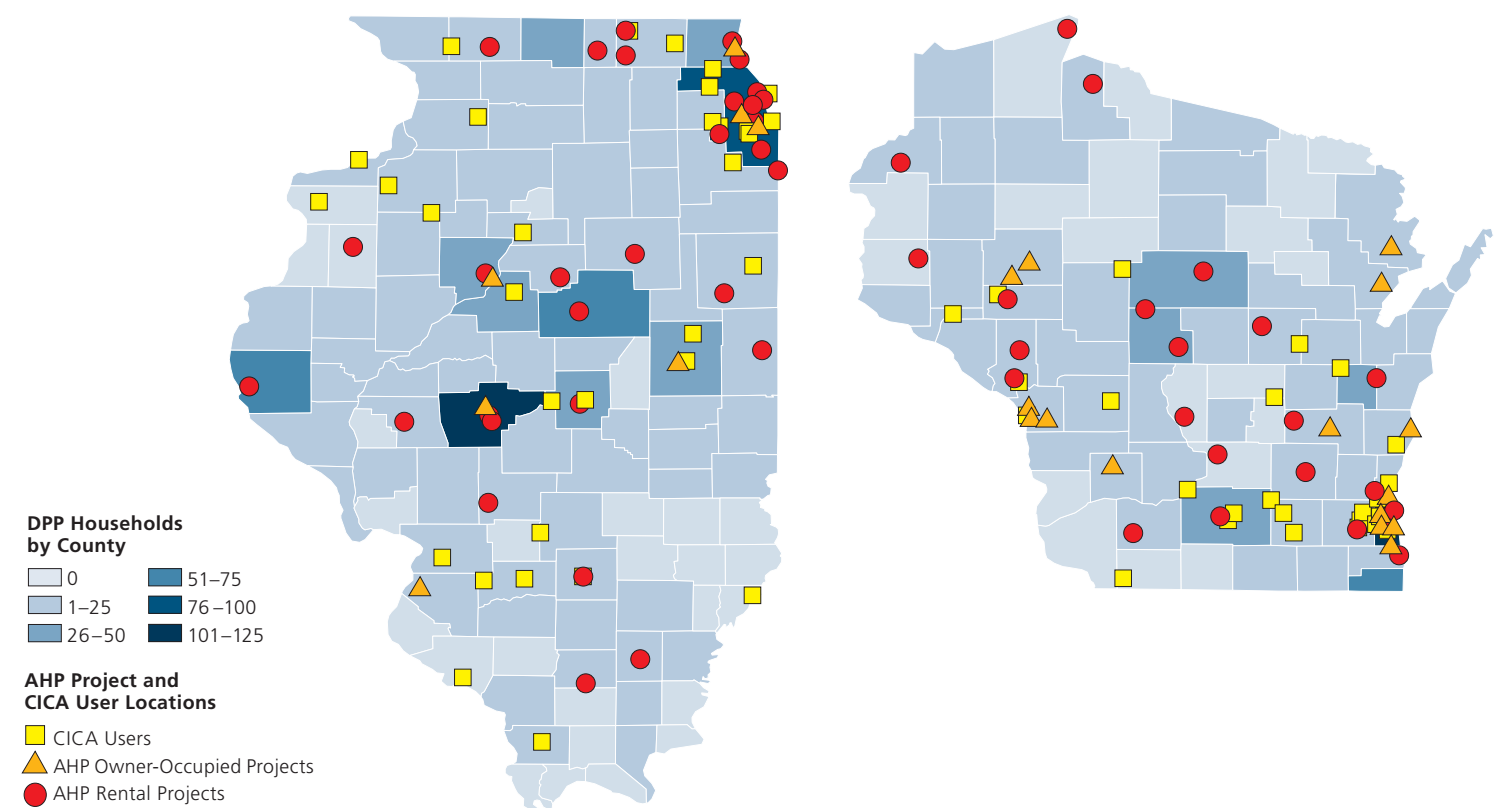 DPP Households
by County
0
1–25
26–50
51–75
76–100
101–125
AHP Project and
CICA User Locations
CICA Users
AHP Owner-Occupied Projects
AHP Rental Projects